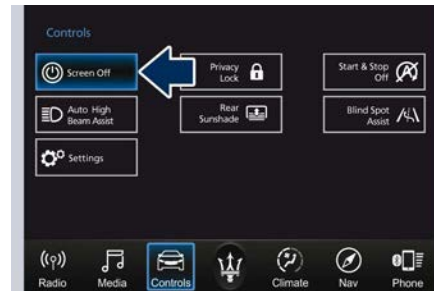 Controls
Screen Off
Privacy
Lock
Start & Stop
Off
Auto High
Beam Assist
Rear
Sunshade
Blind Spot
Assist
Settings
Radio
Media
Controls
Climate
Nav
Phone